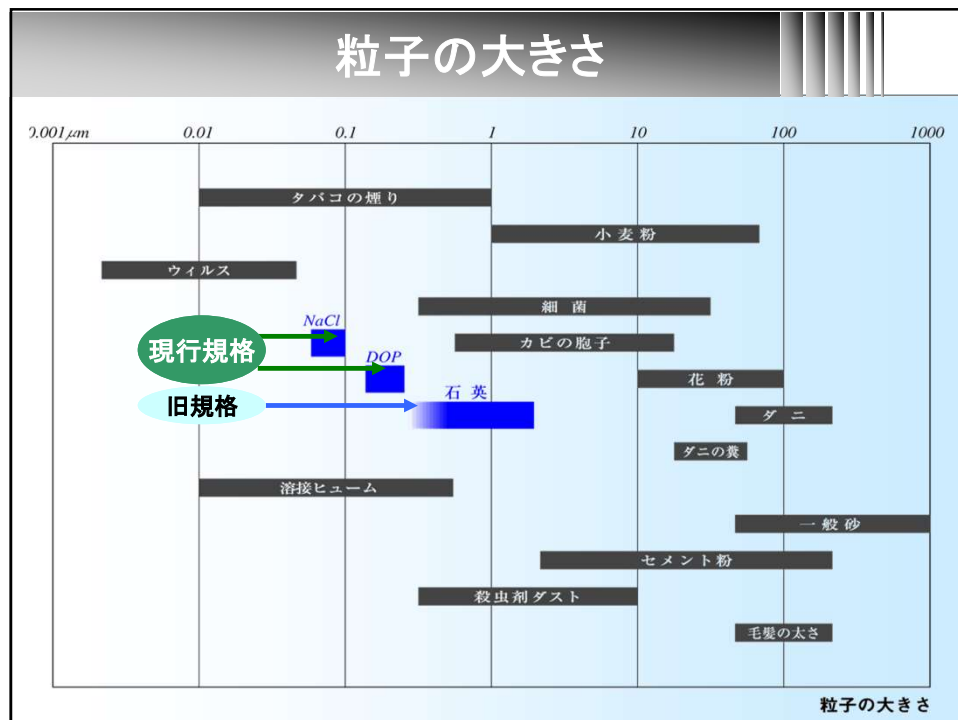 粒子の大きさ
0.001μm 0.01 0.1 1 10 100 1000
タバコの煙り
小麦粉
ウィルス
細菌
NaCl
現行規格
カビの胞子
DOP
花粉
石英
旧規格
ダニ
ダニの糞
溶接ヒューム
一般砂
セメント粉
殺虫剤ダスト
毛髪の太さ
粒子の大きさ